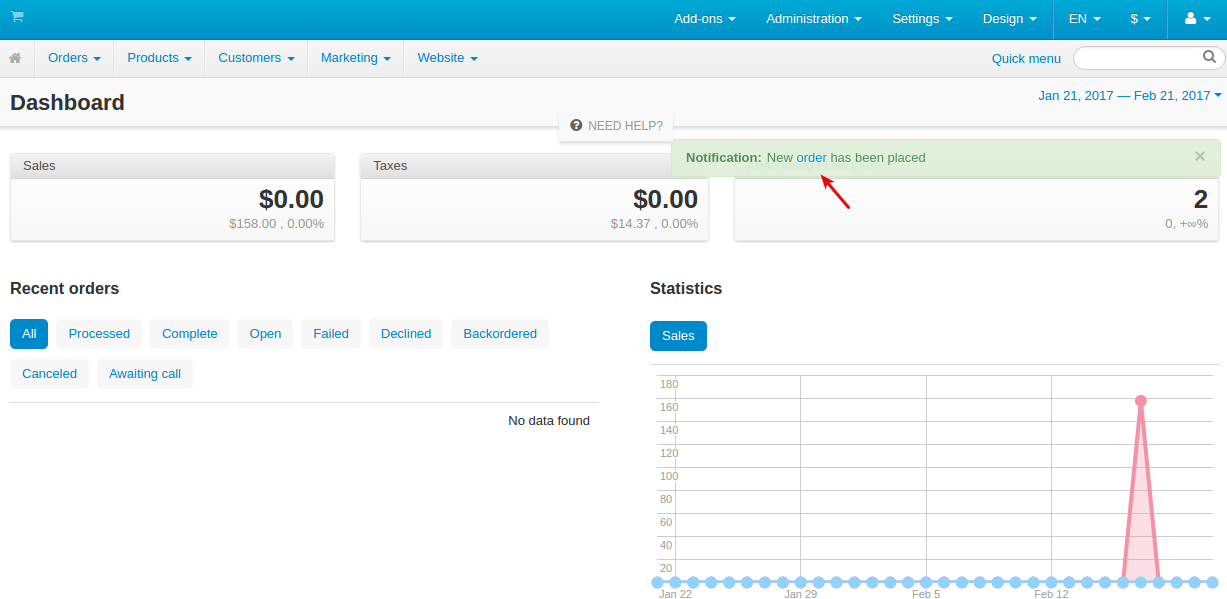 Add-ons Administration Settings Design EN $
Orders Products Customers Marketing Website Quick menu
Dashboard
Jan 21, 2017 — Feb 21, 2017
NEED HELP?
Notification: New order has been placed ×
Sales Taxes
$0.00 $0.00 2
$158.00 , 0.00% $14.37 , 0.00% 0, +∞%
Recent orders
All Processed Complete Open Failed Declined Backordered
Canceled Awaiting call
No data found
Statistics
Sales
180
160
140
120
100
80
60
40
20
Jan 22 Jan 29 Feb 5 Feb 12